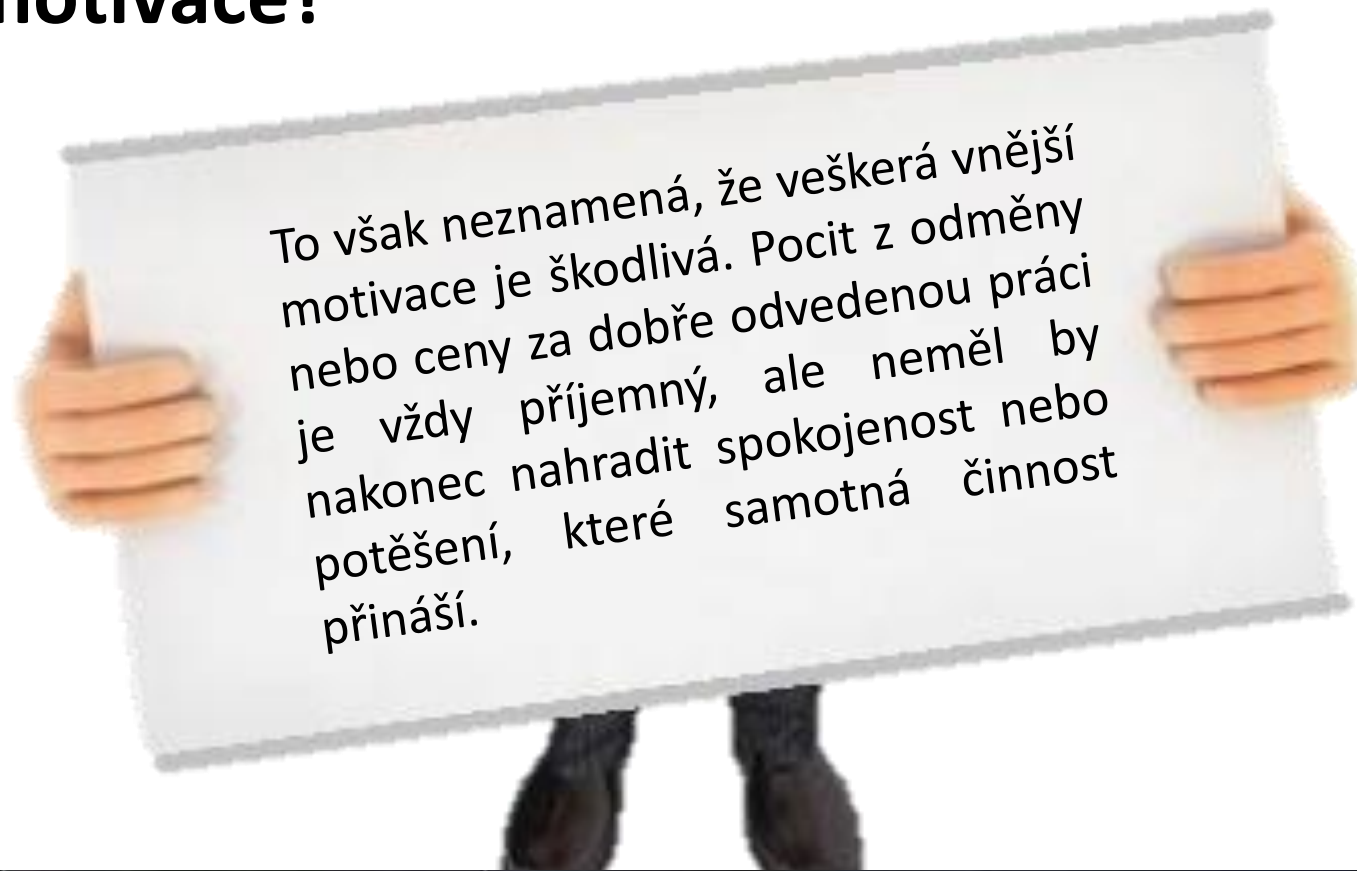 motivace?
To však neznamená, že veškerá vnější
motivace je škodlivá. Pocit z odměny
nebo ceny za dobře odvedenou práci
je vždy příjemný, ale neměl by
nakonec nahradit spokojenost nebo
potěšení, které samotná činnost
přináší.